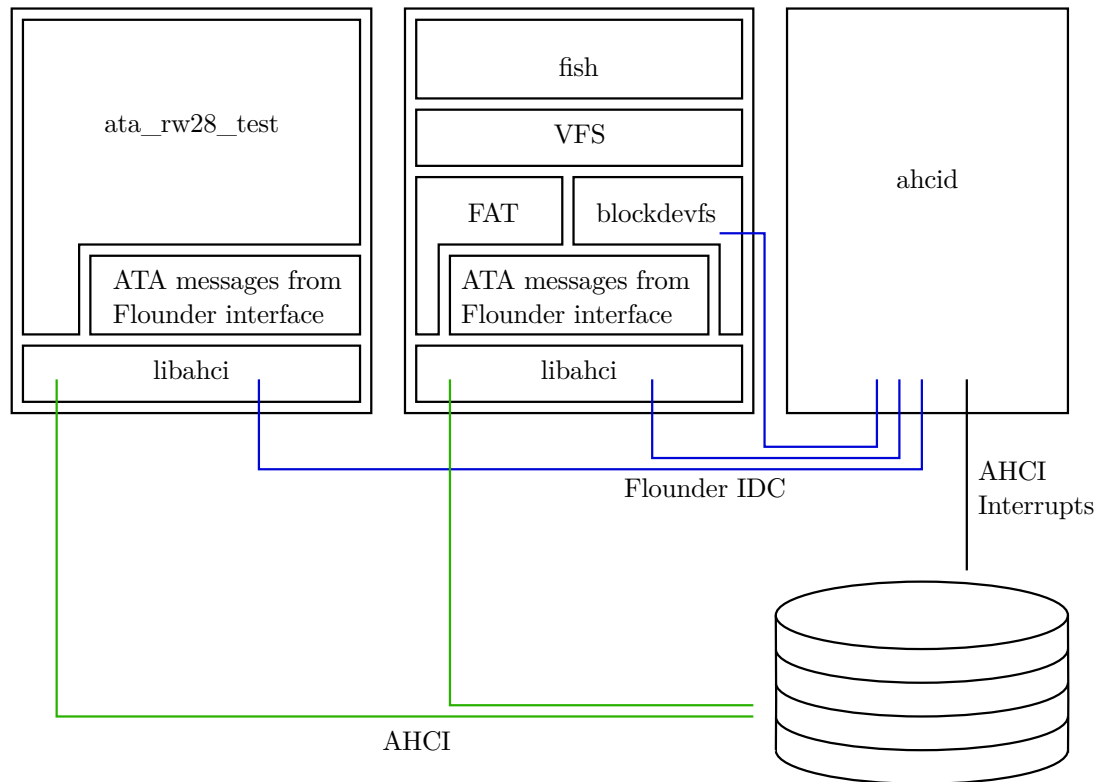 ata_rw28_test
ATA messages from
Flounder interface
libahci
fish
VFS
FAT
blockdevfs
ATA messages from
Flounder interface
libahci
ahcid
Flounder IDC
AHCI
Interrupts
AHCI